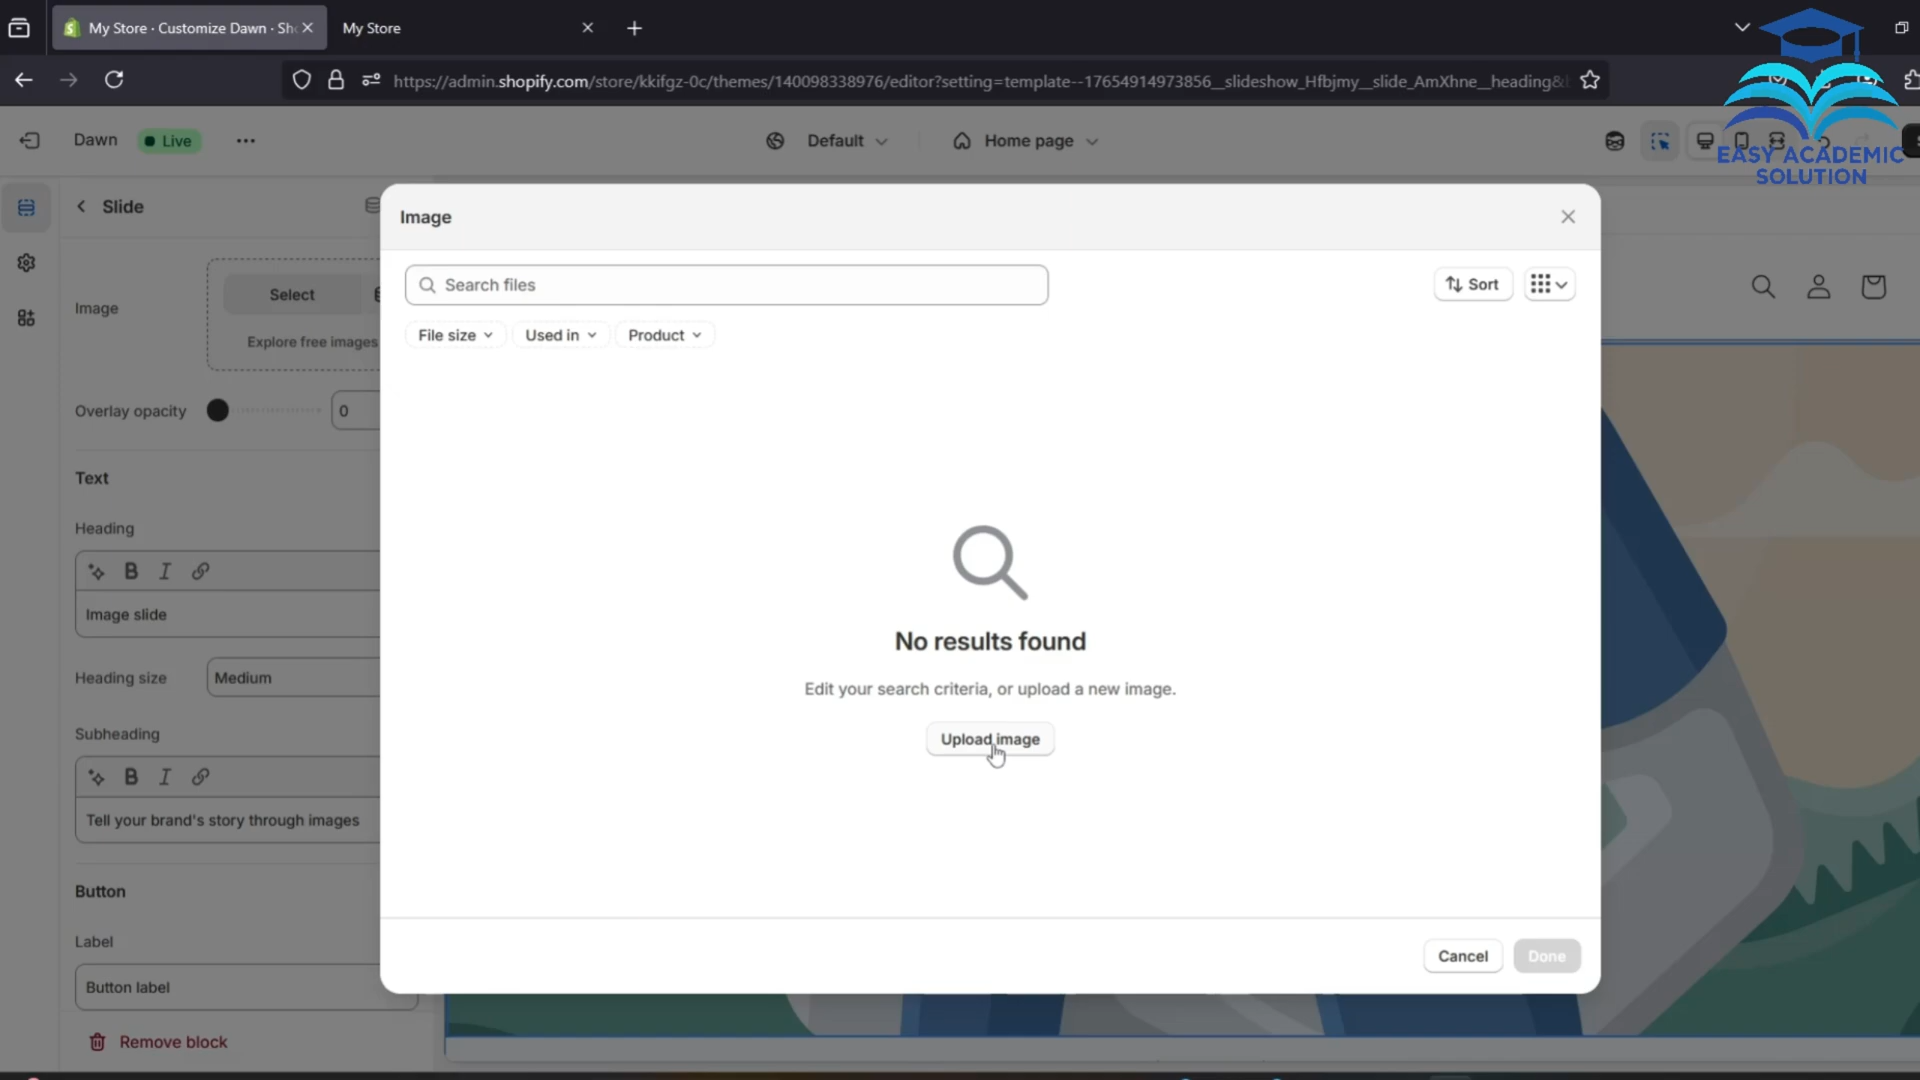 My Store · Customize Dawn · Sh
My Store
https://admin.shopify.com/store/kkifgz-0c/themes/140098338976/editor?setting=template--17654914973856__slideshow_Hfbjmy__slide_AmXhne__heading&
EASY ACADEMIC
SOLUTION
Dawn
Live
Default
Home page
Slide
Image
Select
Explore free images
Overlay opacity
0
Text
Heading
B I
Image slide
Heading size
Medium
Subheading
B I
Tell your brand's story through images
Button
Label
Button label
Remove block
Image
Search files
Sort
File size
Used in
Product
No results found
Edit your search criteria, or upload a new image.
Upload image
Cancel
Done